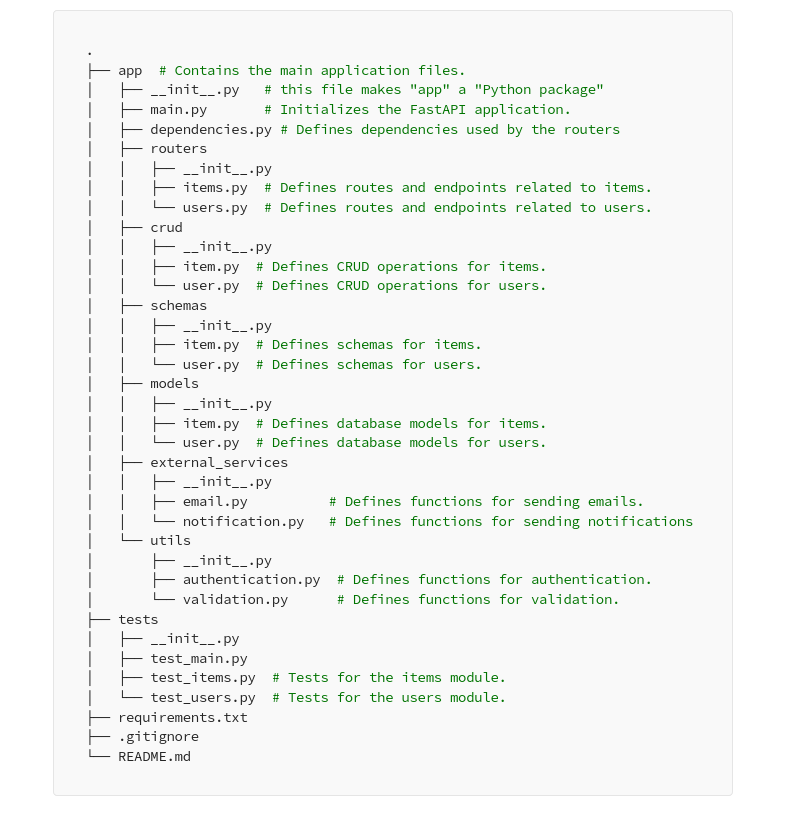 .
├── app  # Contains the main application files.
│   ├── __init__.py   # this file makes "app" a "Python package"
│   ├── main.py       # Initializes the FastAPI application.
│   ├── dependencies.py # Defines dependencies used by the routers
│   ├── routers
│   │   ├── __init__.py
│   │   ├── items.py  # Defines routes and endpoints related to items.
│   │   └── users.py  # Defines routes and endpoints related to users.
│   ├── crud
│   │   ├── __init__.py
│   │   ├── item.py  # Defines CRUD operations for items.
│   │   └── user.py  # Defines CRUD operations for users.
│   ├── schemas
│   │   ├── __init__.py
│   │   ├── item.py  # Defines schemas for items.
│   │   └── user.py  # Defines schemas for users.
│   ├── models
│   │   ├── __init__.py
│   │   ├── item.py  # Defines database models for items.
│   │   └── user.py  # Defines database models for users.
│   ├── external_services
│   │   ├── __init__.py
│   │   ├── email.py          # Defines functions for sending emails.
│   │   └── notification.py   # Defines functions for sending notifications
│   └── utils
│       ├── __init__.py
│       ├── authentication.py  # Defines functions for authentication.
│       └── validation.py      # Defines functions for validation.
├── tests
│   ├── __init__.py
│   ├── test_main.py
│   ├── test_items.py  # Tests for the items module.
│   └── test_users.py  # Tests for the users module.
├── requirements.txt
├── .gitignore
└── README.md